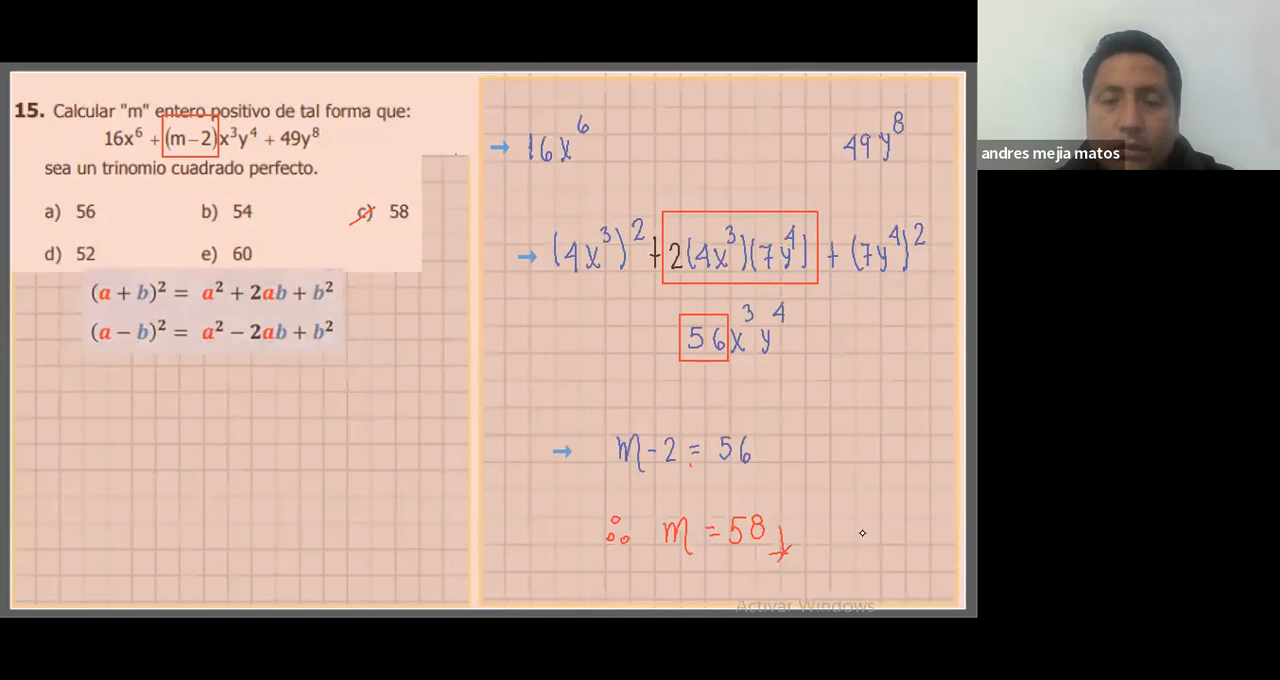 15. Calcular "m" entero positivo de tal forma que:
16x⁶ + (m−2)x³y⁴ + 49y⁸
sea un trinomio cuadrado perfecto.
a) 56 b) 54 c) 58
d) 52 e) 60
(a + b)² = a² + 2ab + b²
(a − b)² = a² − 2ab + b²
→ 16x⁶ 49y⁸
→ (4x³)² + 2(4x³)(7y⁴) + (7y⁴)²
56x³y⁴
→ m-2 = 56
∴ m = 58
andres mejia matos
Activar Windows